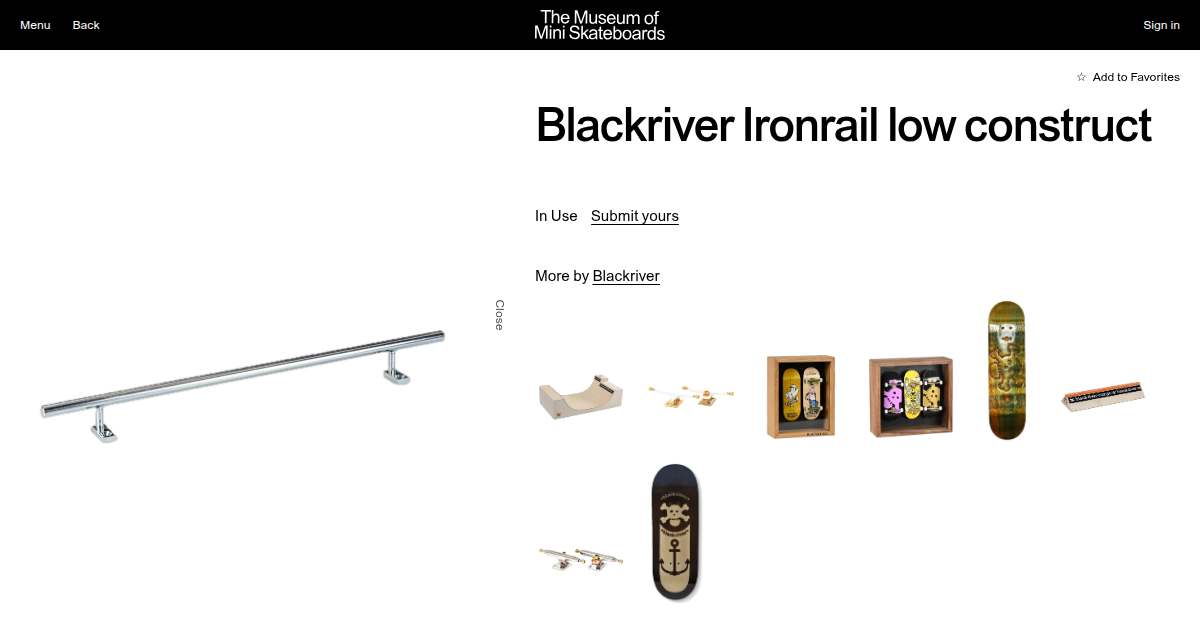 Menu
Back
The Museum of
Mini Skateboards
Sign in
☆ Add to Favorites
Blackriver Ironrail low construct
In Use Submit yours
More by Blackriver
Close